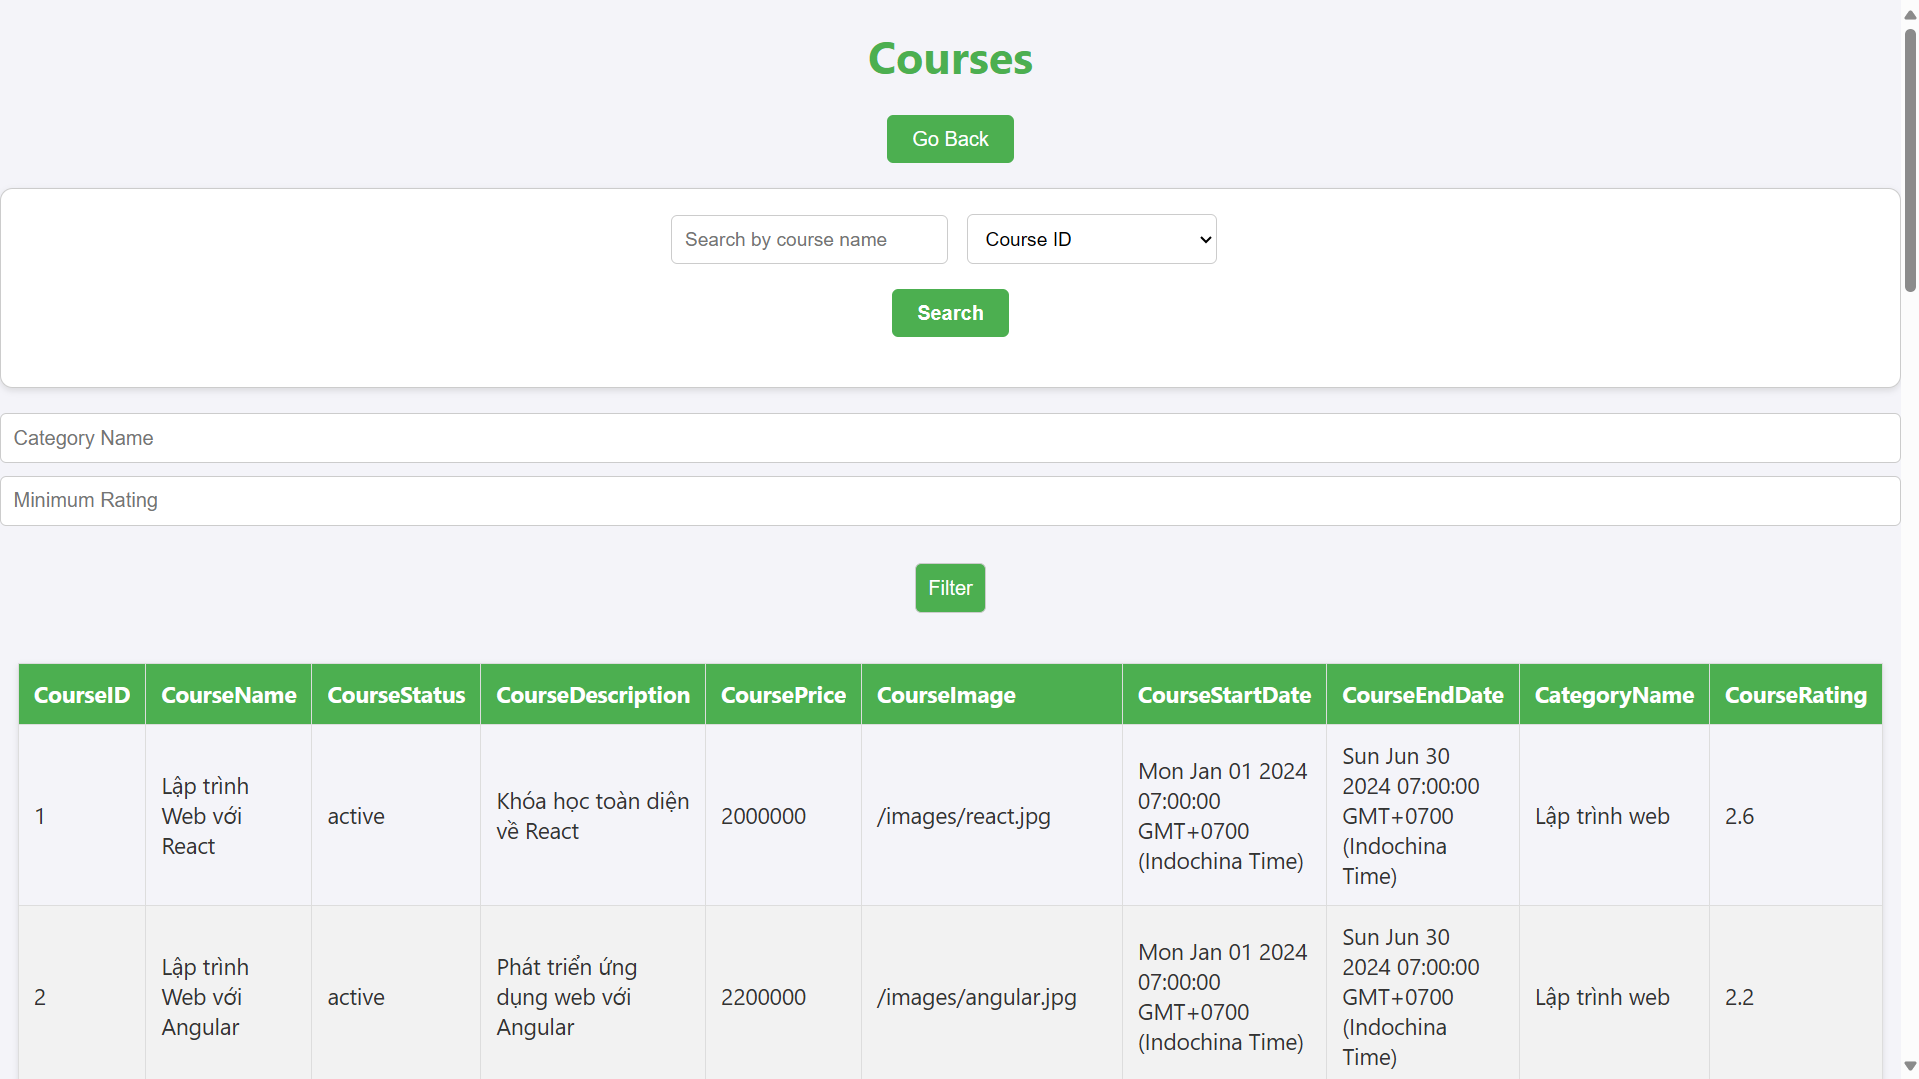 Courses
Go Back
Search by course name
Course ID
Search
Category Name
Minimum Rating
Filter
CourseID CourseName CourseStatus CourseDescription CoursePrice CourseImage CourseStartDate CourseEndDate CategoryName CourseRating
1
Lập trình
Web với
React
active
Khóa học toàn diện
về React
2000000
/images/react.jpg
Mon Jan 01 2024
07:00:00
GMT+0700
(Indochina Time)
Sun Jun 30
2024 07:00:00
GMT+0700
(Indochina
Time)
Lập trình web
2.6
2
Lập trình
Web với
Angular
active
Phát triển ứng
dụng web với
Angular
2200000
/images/angular.jpg
Mon Jan 01 2024
07:00:00
GMT+0700
(Indochina Time)
Sun Jun 30
2024 07:00:00
GMT+0700
(Indochina
Time)
Lập trình web
2.2